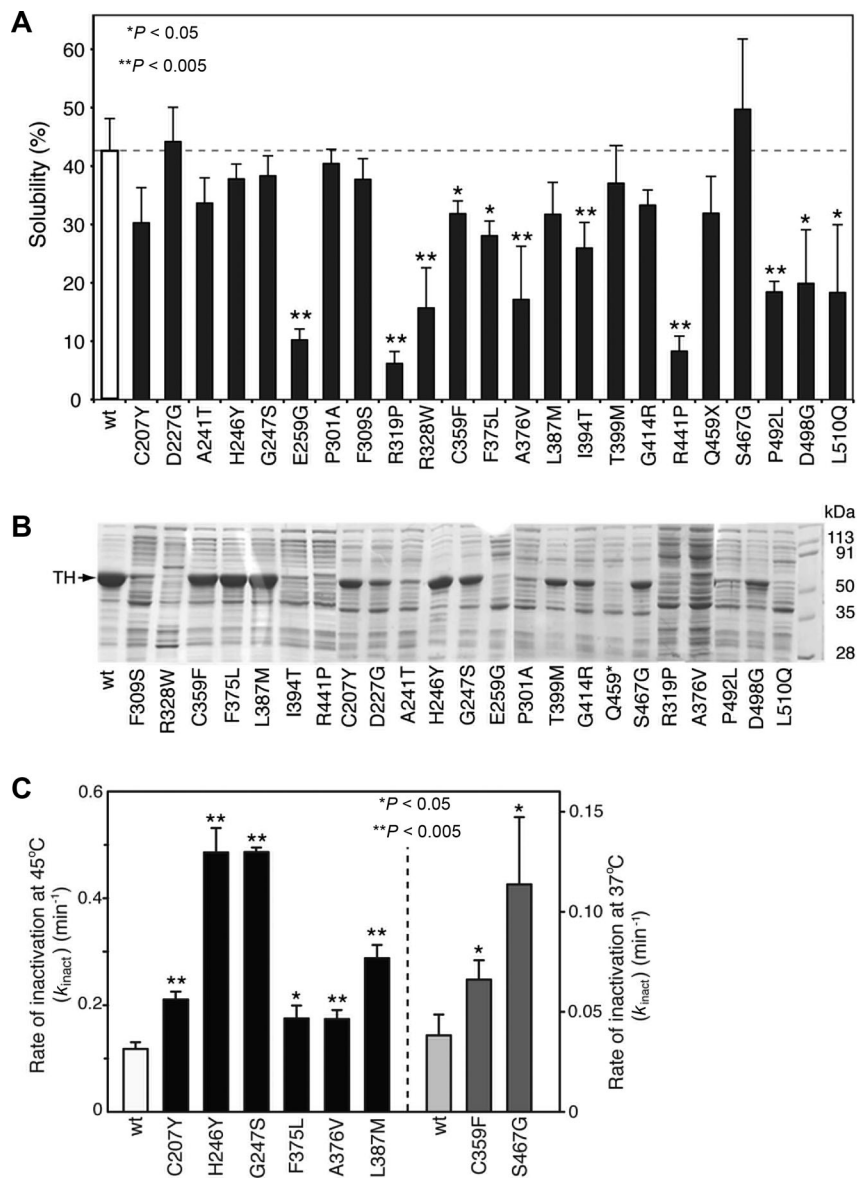 A
*P < 0.05
**P < 0.005
Solubility (%)
60
50
40
30
20
10
0
* * ** ** ** ** ** ** * *
wt C207Y D227G A241T H246Y G247S E259G P301A F309S R319P R328W C359F F375L A376V L387M I394T T399M G414R R441P Q459X S467G P492L D498G L510Q
B
kDa
113
91
TH
50
35
28
wt F309S R328W C359F F375L L387M I394T R441P C207Y D227G A241T H246Y G247S E259G P301A T399M G414R Q459* S467G R319P A376V P492L D498G L510Q
C
Rate of inactivation at 45°C
(kinact) (min-1)
0.6
0.4
0.2
0
*P < 0.05
**P < 0.005
** ** ** * ** ** * *
0.15
0.10
0.05
0
Rate of inactivation at 37°C
(kinact) (min-1)
wt C207Y H246Y G247S F375L A376V L387M wt C359F S467G